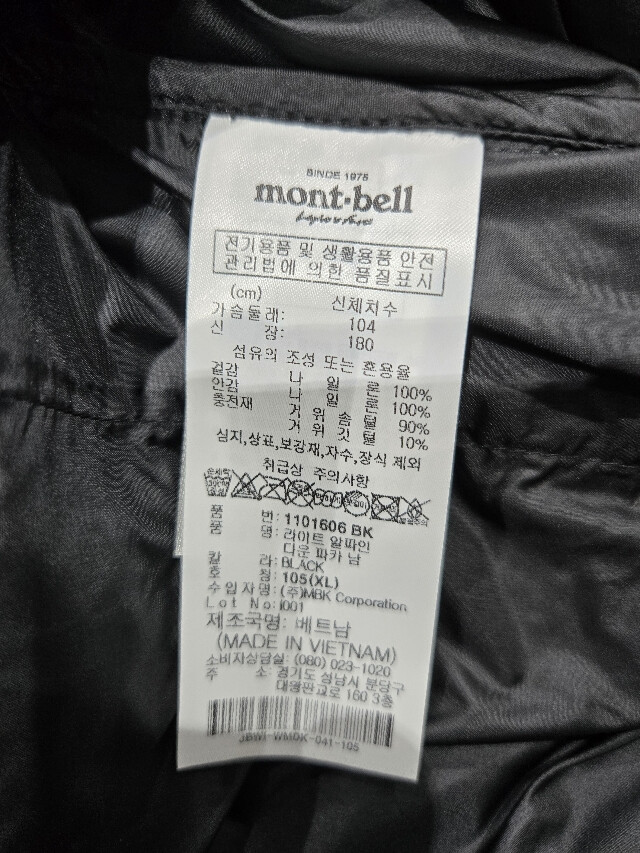 SINCE 1975
mont·bell
전기용품 및 생활용품 안전
관리법에 의한 품질표시
(cm) 신체치수
가슴둘레: 104
신 장: 180
섬유의 조성 또는 혼용율
겉감 나 일 론 100%
안감 나 일 론 100%
충전재 거 위 솜 털 90%
거 위 깃 털 10%
심지,상표,보강재,자수,장식 제외
취급상 주의사항
품 번: 1101606 BK
품 명: 라이트 알파인
다운 파카 남
칼 라: BLACK
호 칭: 105(XL)
수 입 자 명: (주)MBK Corporation
Lot No: I001
제조국명: 베트남
(MADE IN VIETNAM)
소비자상담실: (080) 023-1020
주 소: 경기도 성남시 분당구
대왕판교로 160 3층
JBWI-WMDK-041-105